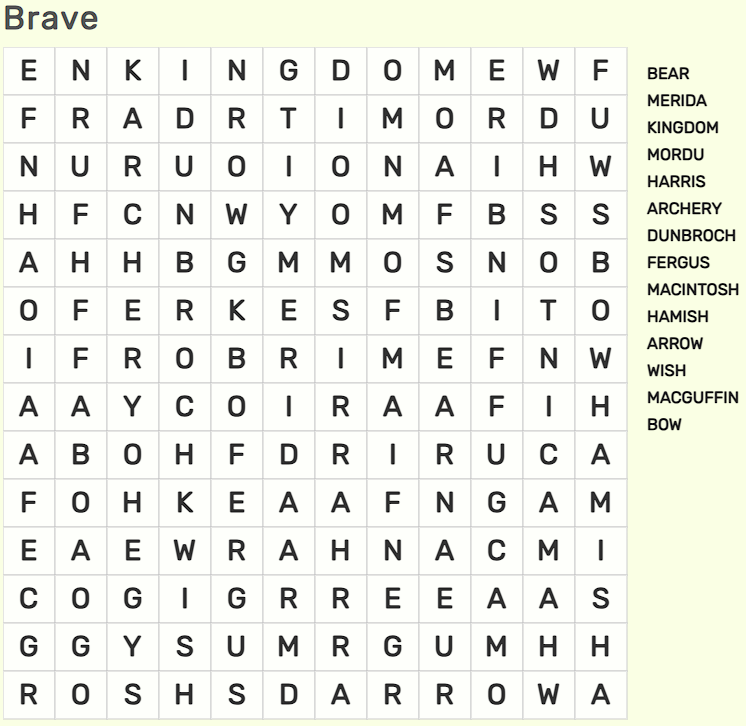 Brave
E N K I N G D O M E W F
F R A D R T I M O R D U
N U R U O I O N A I H W
H F C N W Y O M F B S S
A H H B G M M O S N O B
O F E R K E S F B I T O
I F R O B R I M E F N W
A A Y C O I R A A F I H
A B O H F D R I R U C A
F O H K E A A F N G A M
E A E W R A H N A C M I
C O G I G R R E E A A S
G G Y S U M R G U M H H
R O S H S D A R R O W A
BEAR
MERIDA
KINGDOM
MORDU
HARRIS
ARCHERY
DUNBROCH
FERGUS
MACINTOSH
HAMISH
ARROW
WISH
MACGUFFIN
BOW